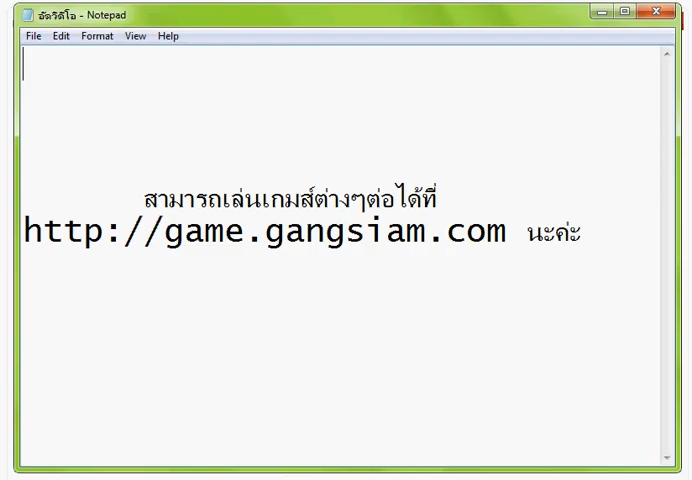 อัดวิดีโอ - Notepad
File Edit Format View Help
สามารถเล่นเกมส์ต่างๆต่อได้ที่
http://game.gangsiam.com นะค่ะ